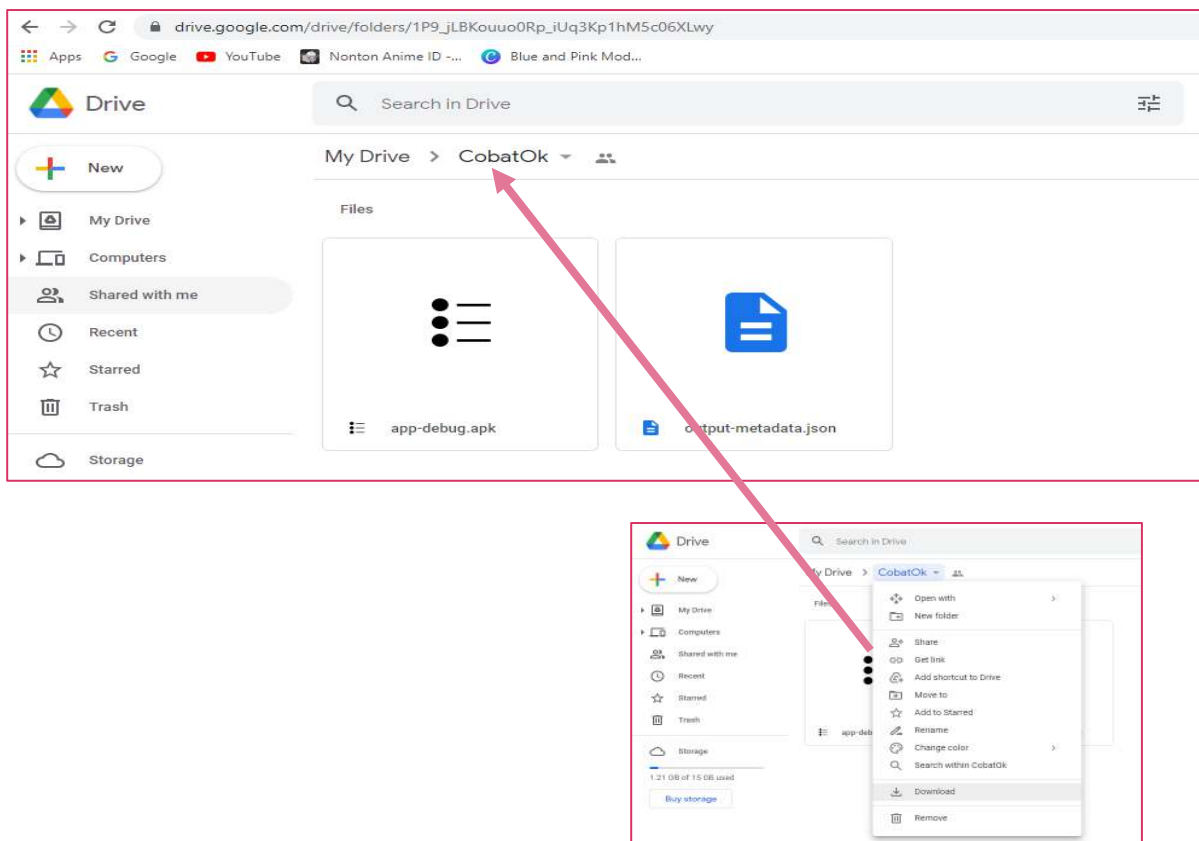 drive.google.com/drive/folders/1P9_jLBKouuo0Rp_iUq3Kp1hM5c06XLwy
Apps Google YouTube Nonton Anime ID -... Blue and Pink Mod...
Drive
Search in Drive
My Drive > CobatOk
New
Files
My Drive
Computers
Shared with me
Recent
Starred
Trash
app-debug.apk
output-metadata.json
Storage
Drive
Search in Drive
My Drive > CobatOk
New
Files
My Drive
Computers
Shared with me
Recent
Starred
Trash
Storage
1.21 GB of 15 GB used
Buy storage
app-deb
Open with
New folder
Share
Get link
Add shortcut to Drive
Move to
Add to Starred
Rename
Change color
Search within CobatOk
Download
Remove